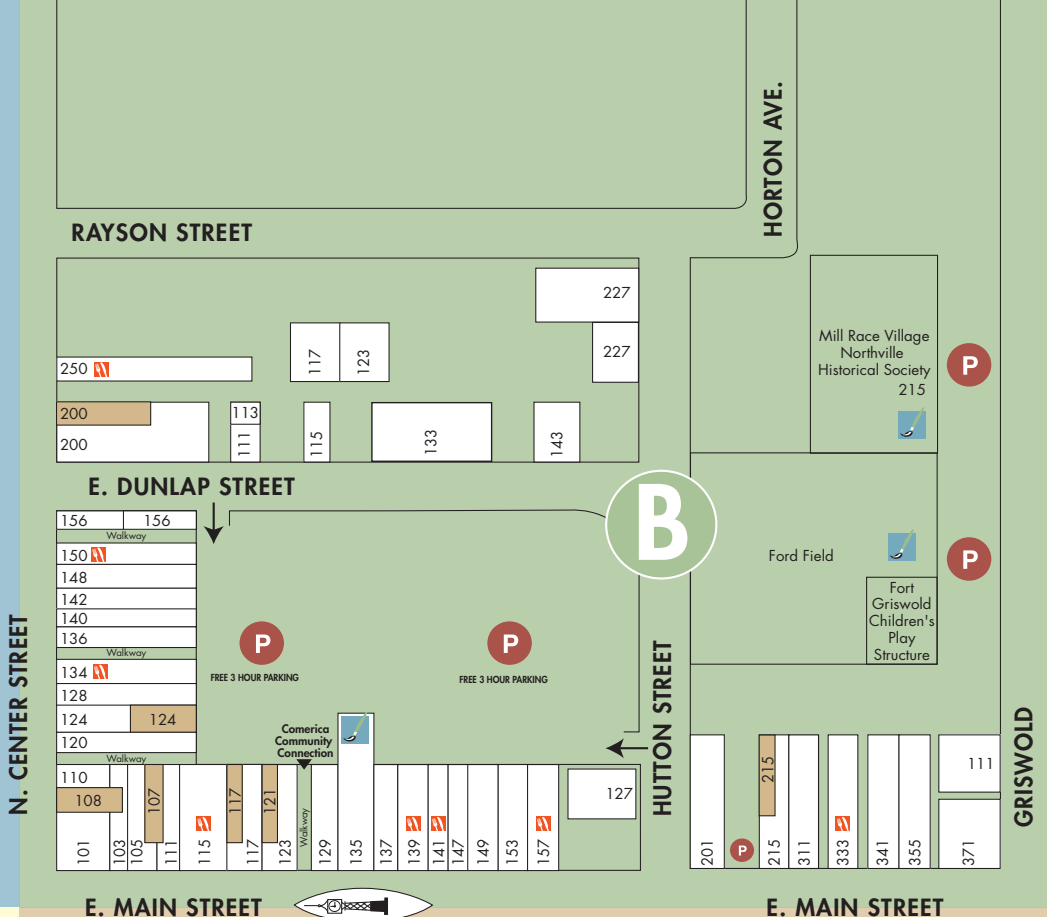 HORTON AVE.
RAYSON STREET
227
227
117
123
250
200
200
113
111
115
133
143
Mill Race Village
Northville
Historical Society
215
P
E. DUNLAP STREET
B
156
156
Walkway
150
148
142
140
136
Walkway
134
128
124
124
120
Walkway
P
FREE 3 HOUR PARKING
P
FREE 3 HOUR PARKING
Ford Field
P
Fort
Griswold
Children's
Play
Structure
N. CENTER STREET
HUTTON STREET
GRISWOLD
Comerica
Community
Connection
110
108
101
103
105
107
111
115
117
117
121
123
Walkway
129
135
137
139
141
147
149
153
157
127
201
P
215
215
311
333
341
355
111
371
E. MAIN STREET
E. MAIN STREET